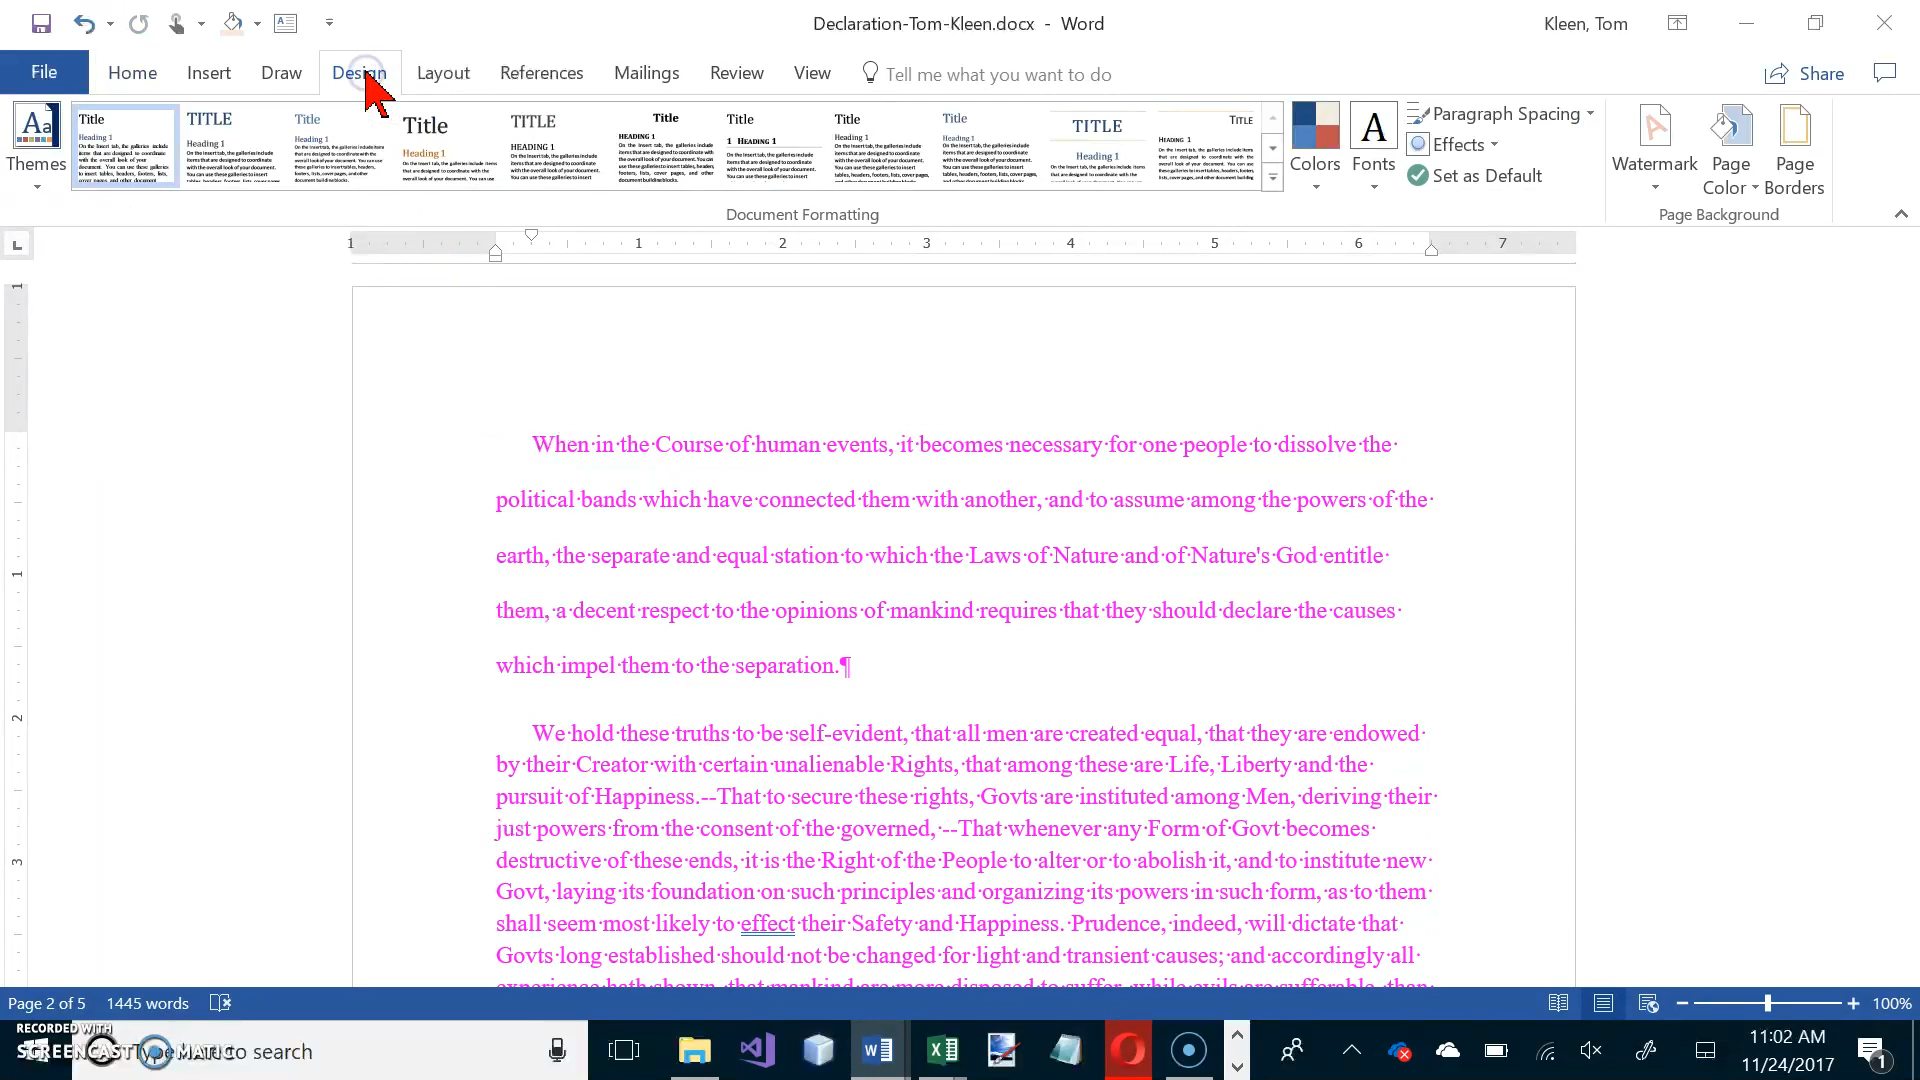 Declaration-Tom-Kleen.docx - Word
Kleen, Tom
File
Home
Insert
Draw
Design
Layout
References
Mailings
Review
View
Tell me what you want to do
Share
Themes
Colors
Fonts
Paragraph Spacing
Effects
Set as Default
Watermark
Page
Color
Page
Borders
Document Formatting
Page Background
When in the Course of human events, it becomes necessary for one people to dissolve the
political bands which have connected them with another, and to assume among the powers of the
earth, the separate and equal station to which the Laws of Nature and of Nature's God entitle
them, a decent respect to the opinions of mankind requires that they should declare the causes
which impel them to the separation.¶
We hold these truths to be self-evident, that all men are created equal, that they are endowed
by their Creator with certain unalienable Rights, that among these are Life, Liberty and the
pursuit of Happiness.--That to secure these rights, Govts are instituted among Men, deriving their
just powers from the consent of the governed, --That whenever any Form of Govt becomes
destructive of these ends, it is the Right of the People to alter or to abolish it, and to institute new
Govt, laying its foundation on such principles and organizing its powers in such form, as to them
shall seem most likely to effect their Safety and Happiness. Prudence, indeed, will dictate that
Govts long established should not be changed for light and transient causes; and accordingly all
Page 2 of 5
1445 words
100%
RECORDED WITH
SCREENCAST MATIC
Type here to search
11:02 AM
11/24/2017
1